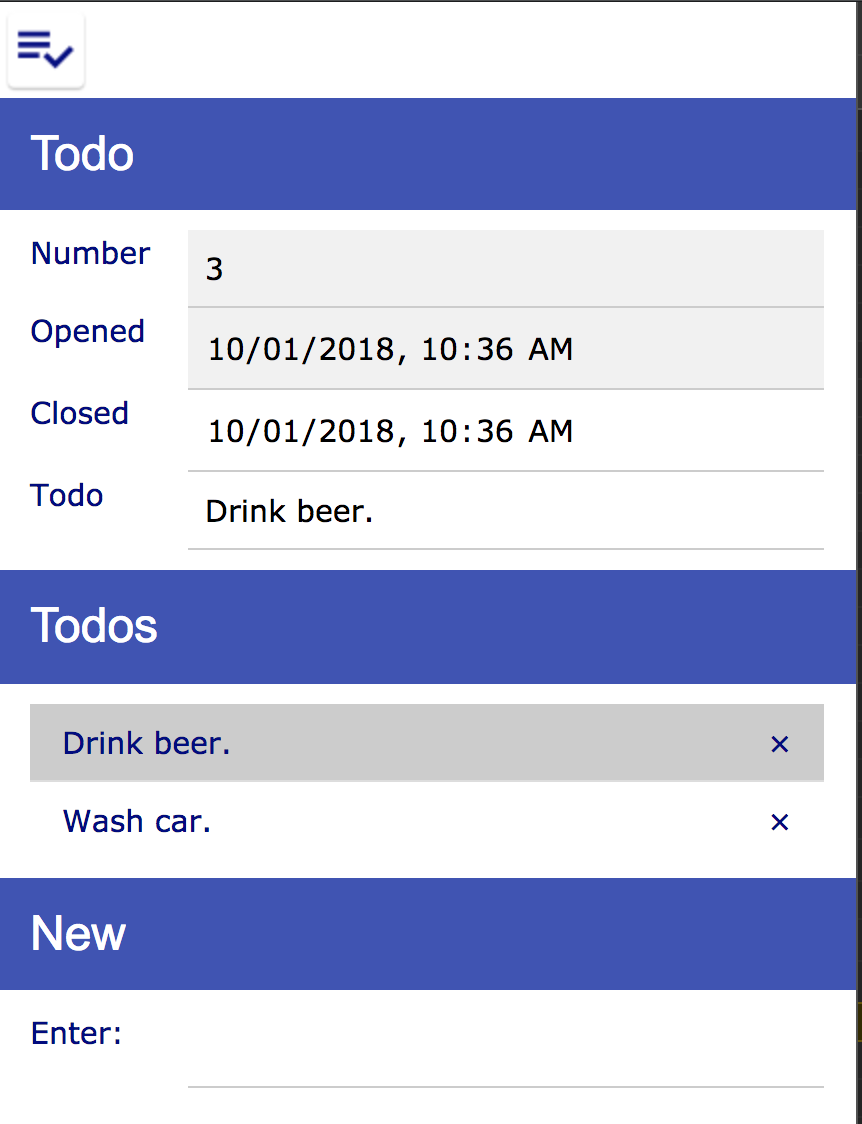 Todo
Number 3
Opened 10/01/2018, 10:36 AM
Closed 10/01/2018, 10:36 AM
Todo Drink beer.
Todos
Drink beer. ×
Wash car. ×
New
Enter: